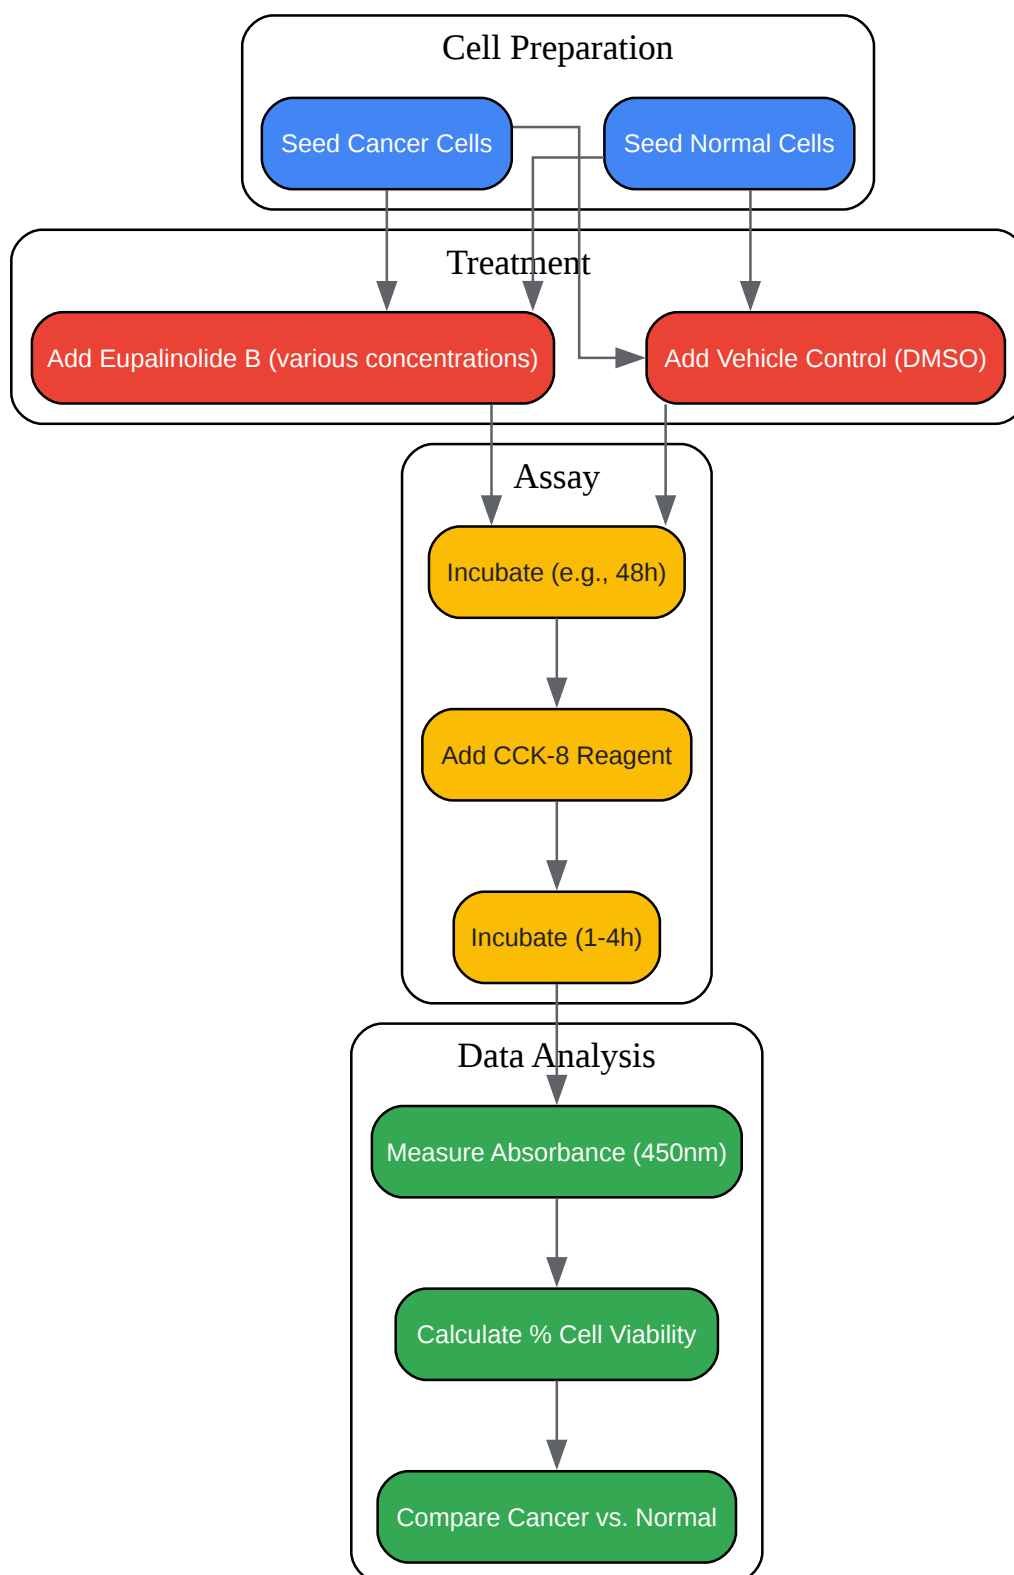 Cell Preparation
Seed Cancer Cells
Seed Normal Cells
Treatment
Add Eupalinolide B (various concentrations)
Add Vehicle Control (DMSO)
Assay
Incubate (e.g., 48h)
Add CCK-8 Reagent
Incubate (1-4h)
Data Analysis
Measure Absorbance (450nm)
Calculate % Cell Viability
Compare Cancer vs. Normal